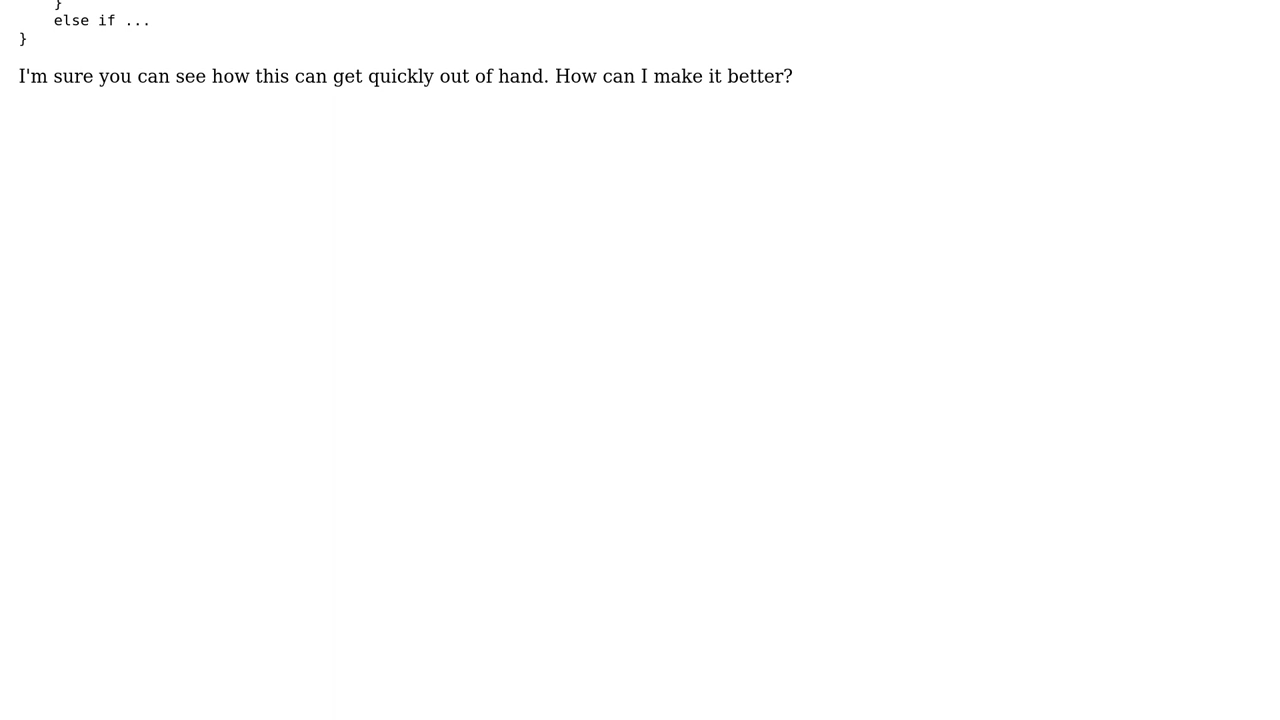 }
else if ...
}
I'm sure you can see how this can get quickly out of hand. How can I make it better?